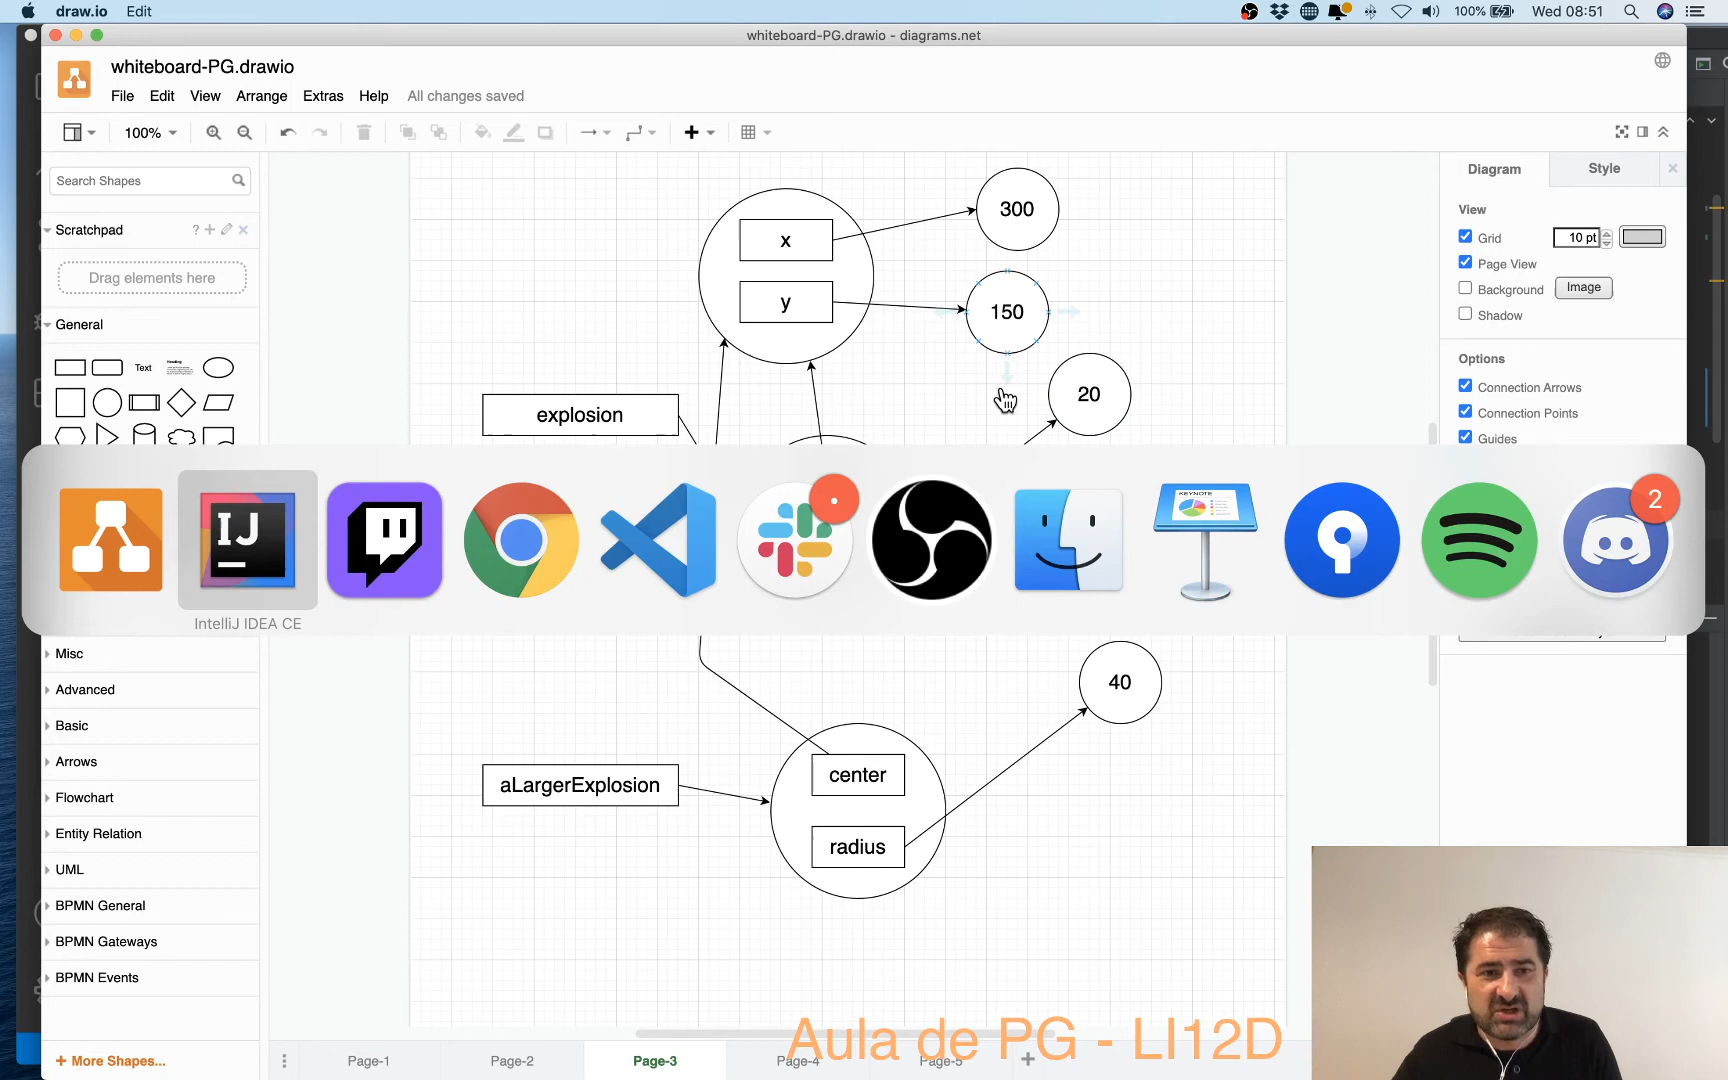 draw.io Edit
100% Wed 08:51
whiteboard-PG.drawio - diagrams.net
whiteboard-PG.drawio
File Edit View Arrange Extras Help All changes saved
100%
Search Shapes
Scratchpad ?
Drag elements here
General
Text
Heading
Misc
Advanced
Basic
Arrows
Flowchart
Entity Relation
UML
BPMN General
BPMN Gateways
BPMN Events
+ More Shapes...
x
y
300
150
20
explosion
IJ
KEYNOTE
2
IntelliJ IDEA CE
40
aLargerExplosion
center
radius
Diagram Style
View
Grid 10 pt
Page View
Background Image
Shadow
Options
Connection Arrows
Connection Points
Guides
Page-1 Page-2 Page-3 Page-4 Page-5
Aula de PG - LI12D